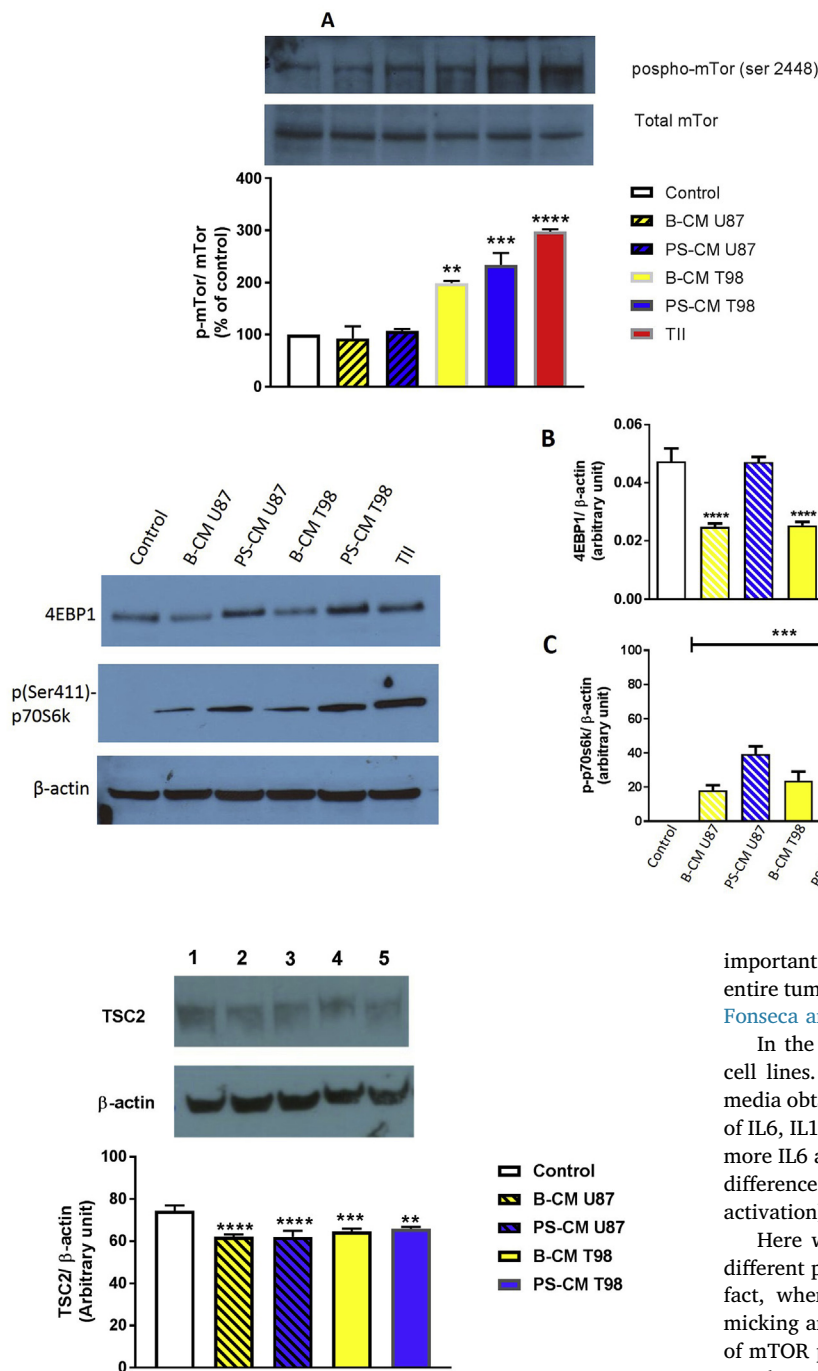 A
pospho-mTor (ser 2448)
Total mTor
400
300
200
100
0
p-mTor/ mTor
(% of control)
**
***
****
Control
B-CM U87
PS-CM U87
B-CM T98
PS-CM T98
TII
Control
B-CM U87
PS-CM U87
B-CM T98
PS-CM T98
TII
4EBP1
p(Ser411)-
p70S6k
β-actin
B
0.06
0.04
0.02
0.00
4EBP1/ β-actin
(arbitrary unit)
****
****
C
***
100
80
60
40
20
0
p-p70s6k/ β-actin
(arbitrary unit)
Control
B-CM U87
PS-CM U87
B-CM T98
PS
1 2 3 4 5
TSC2
β-actin
100
80
60
40
20
0
TSC2/ β-actin
(Arbitrary unit)
****
****
***
**
Control
B-CM U87
PS-CM U87
B-CM T98
PS-CM T98
important
entire tum
Fonseca a
In the
cell lines.
media obt
of IL6, IL1
more IL6 a
difference
activation
Here w
different p
fact, wher
micking a
of mTOR p